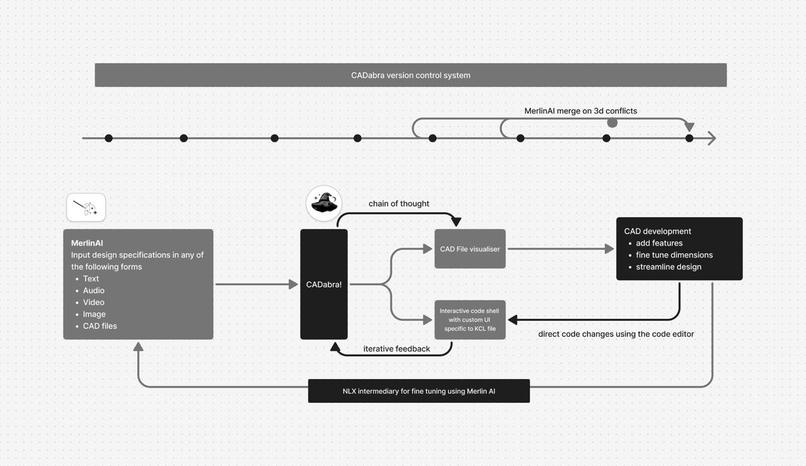 CADabra version control system
MerlinAI merge on 3d conflicts
MerlinAI
Input design specifications in any of
the following forms
• Text
• Audio
• Video
• Image
• CAD files
CADabra!
chain of thought
CAD File visualiser
Interactive code shell
with custom UI
specific to KCL file
iterative feedback
CAD development
• add features
• fine tune dimensions
• streamline design
direct code changes using the code editor
NLX intermediary for fine tuning using Merlin AI